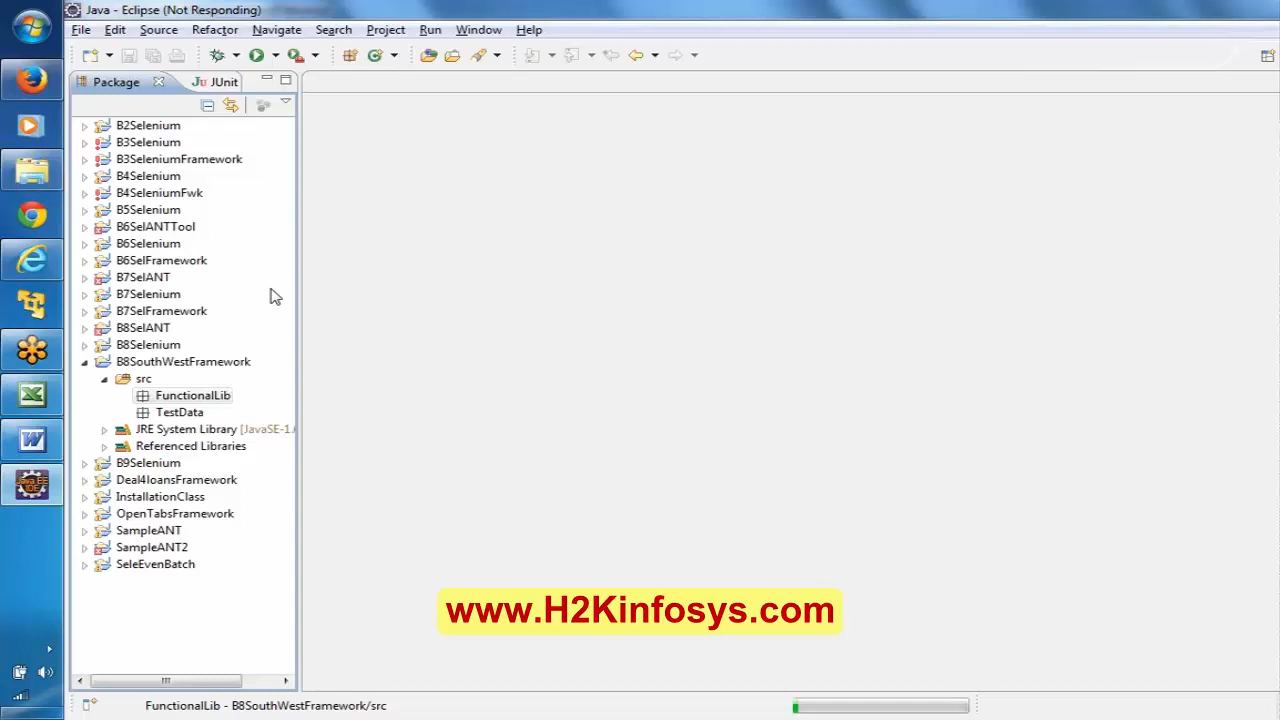 Java - Eclipse (Not Responding)
File Edit Source Refactor Navigate Search Project Run Window Help
Package JUnit
B2Selenium
B3Selenium
B3SeleniumFramework
B4Selenium
B4SeleniumFwk
B5Selenium
B6SelANTTool
B6Selenium
B6SelFramework
B7SelANT
B7Selenium
B7SelFramework
B8SelANT
B8Selenium
B8SouthWestFramework
src
FunctionalLib
TestData
JRE System Library [JavaSE-1.
Referenced Libraries
B9Selenium
Deal4loansFramework
InstallationClass
OpenTabsFramework
SampleANT
SampleANT2
SeleEvenBatch
www.H2Kinfosys.com
FunctionalLib - B8SouthWestFramework/src